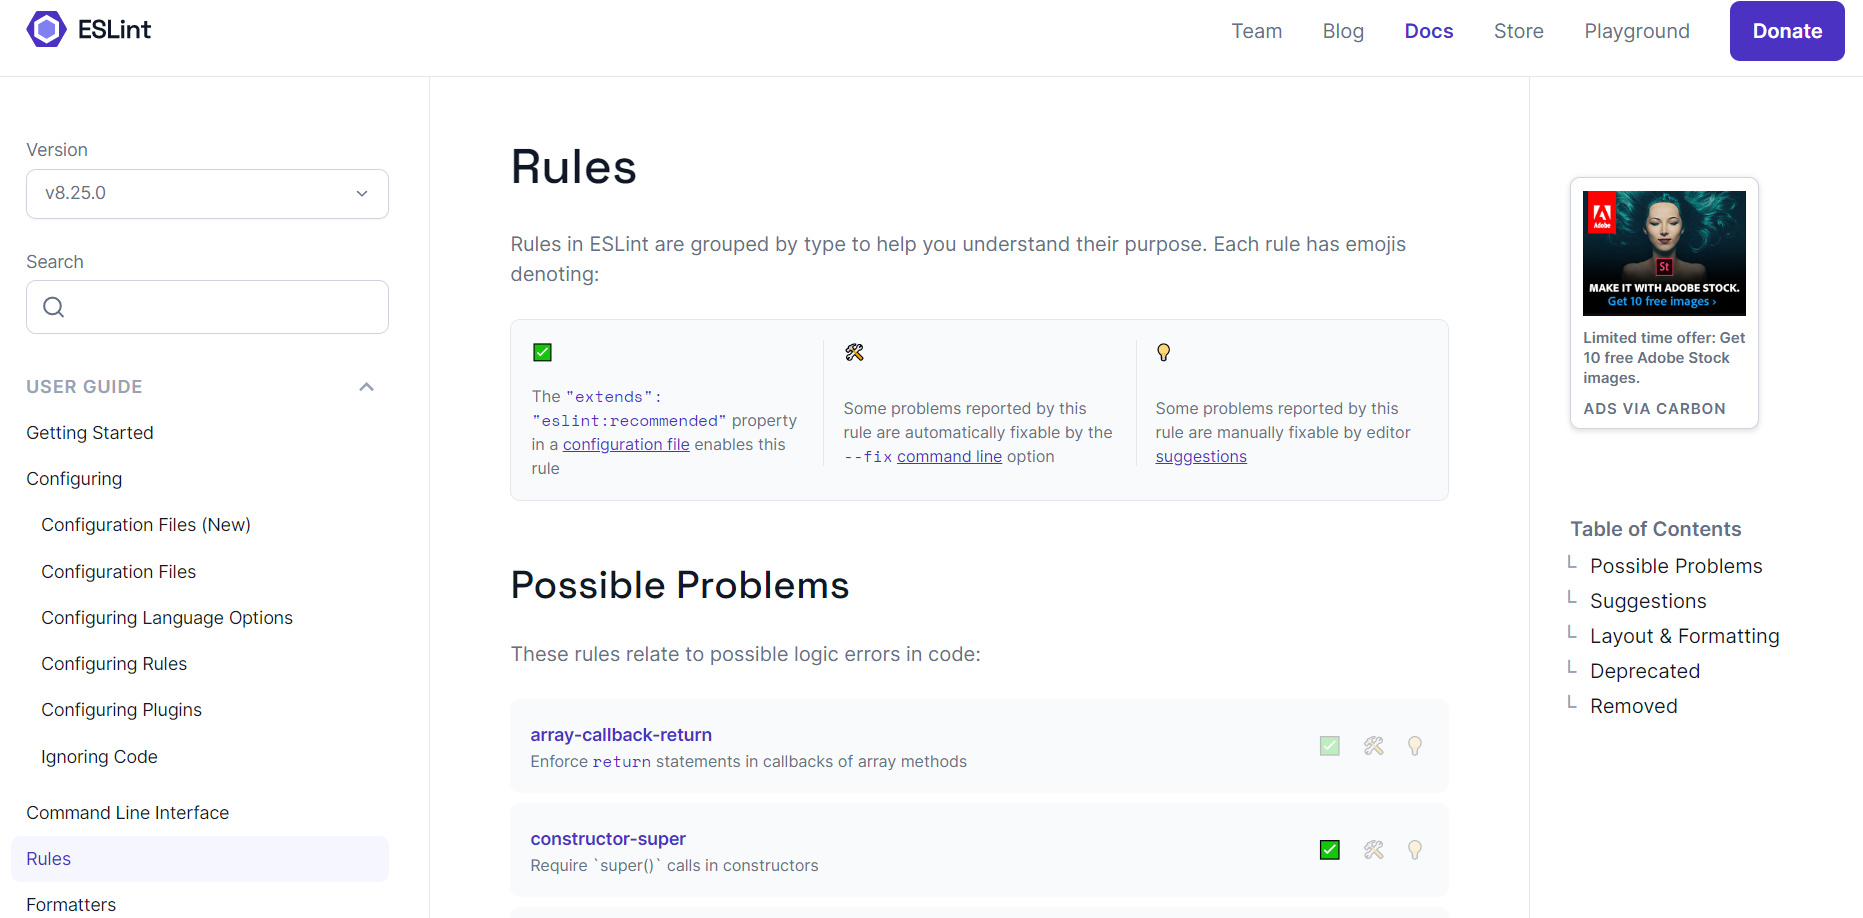 ESLint
Team
Blog
Docs
Store
Playground
Donate
Version
v8.25.0
Search
USER GUIDE
Getting Started
Configuring
Configuration Files (New)
Configuration Files
Configuring Language Options
Configuring Rules
Configuring Plugins
Ignoring Code
Command Line Interface
Rules
Formatters
Rules
Rules in ESLint are grouped by type to help you understand their purpose. Each rule has emojis
denoting:
The "extends":
"eslint:recommended" property
in a configuration file enables this
rule
Some problems reported by this
rule are automatically fixable by the
--fix command line option
Some problems reported by this
rule are manually fixable by editor
suggestions
Possible Problems
These rules relate to possible logic errors in code:
array-callback-return
Enforce return statements in callbacks of array methods
constructor-super
Require `super()` calls in constructors
Adobe
St
MAKE IT WITH ADOBE STOCK.
Get 10 free images ›
Limited time offer: Get
10 free Adobe Stock
images.
ADS VIA CARBON
Table of Contents
Possible Problems
Suggestions
Layout & Formatting
Deprecated
Removed